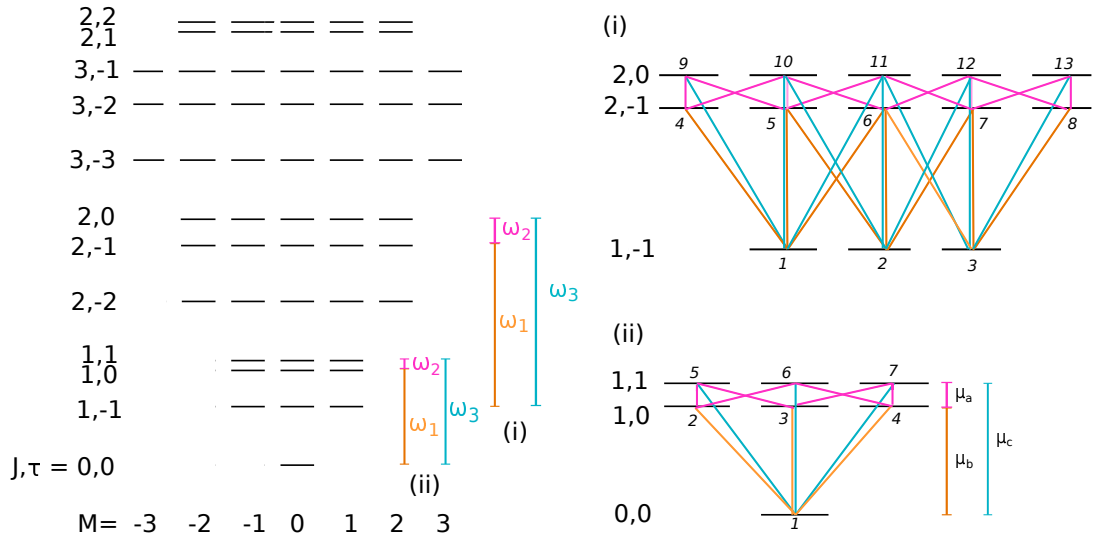 2,2
2,1
3,-1
3,-2
3,-3
2,0
2,-1
2,-2
1,1
1,0
1,-1
J,τ = 0,0
M= -3 -2 -1 0 1 2 3
ω2
ω1
ω3
(ii)
ω2
ω1
ω3
(i)
(i)
9 10 11 12 13
2,0
2,-1
4 5 6 7 8
1,-1
1 2 3
(ii)
5 6 7
1,1
1,0
2 3 4
μa
μb
μc
0,0
1